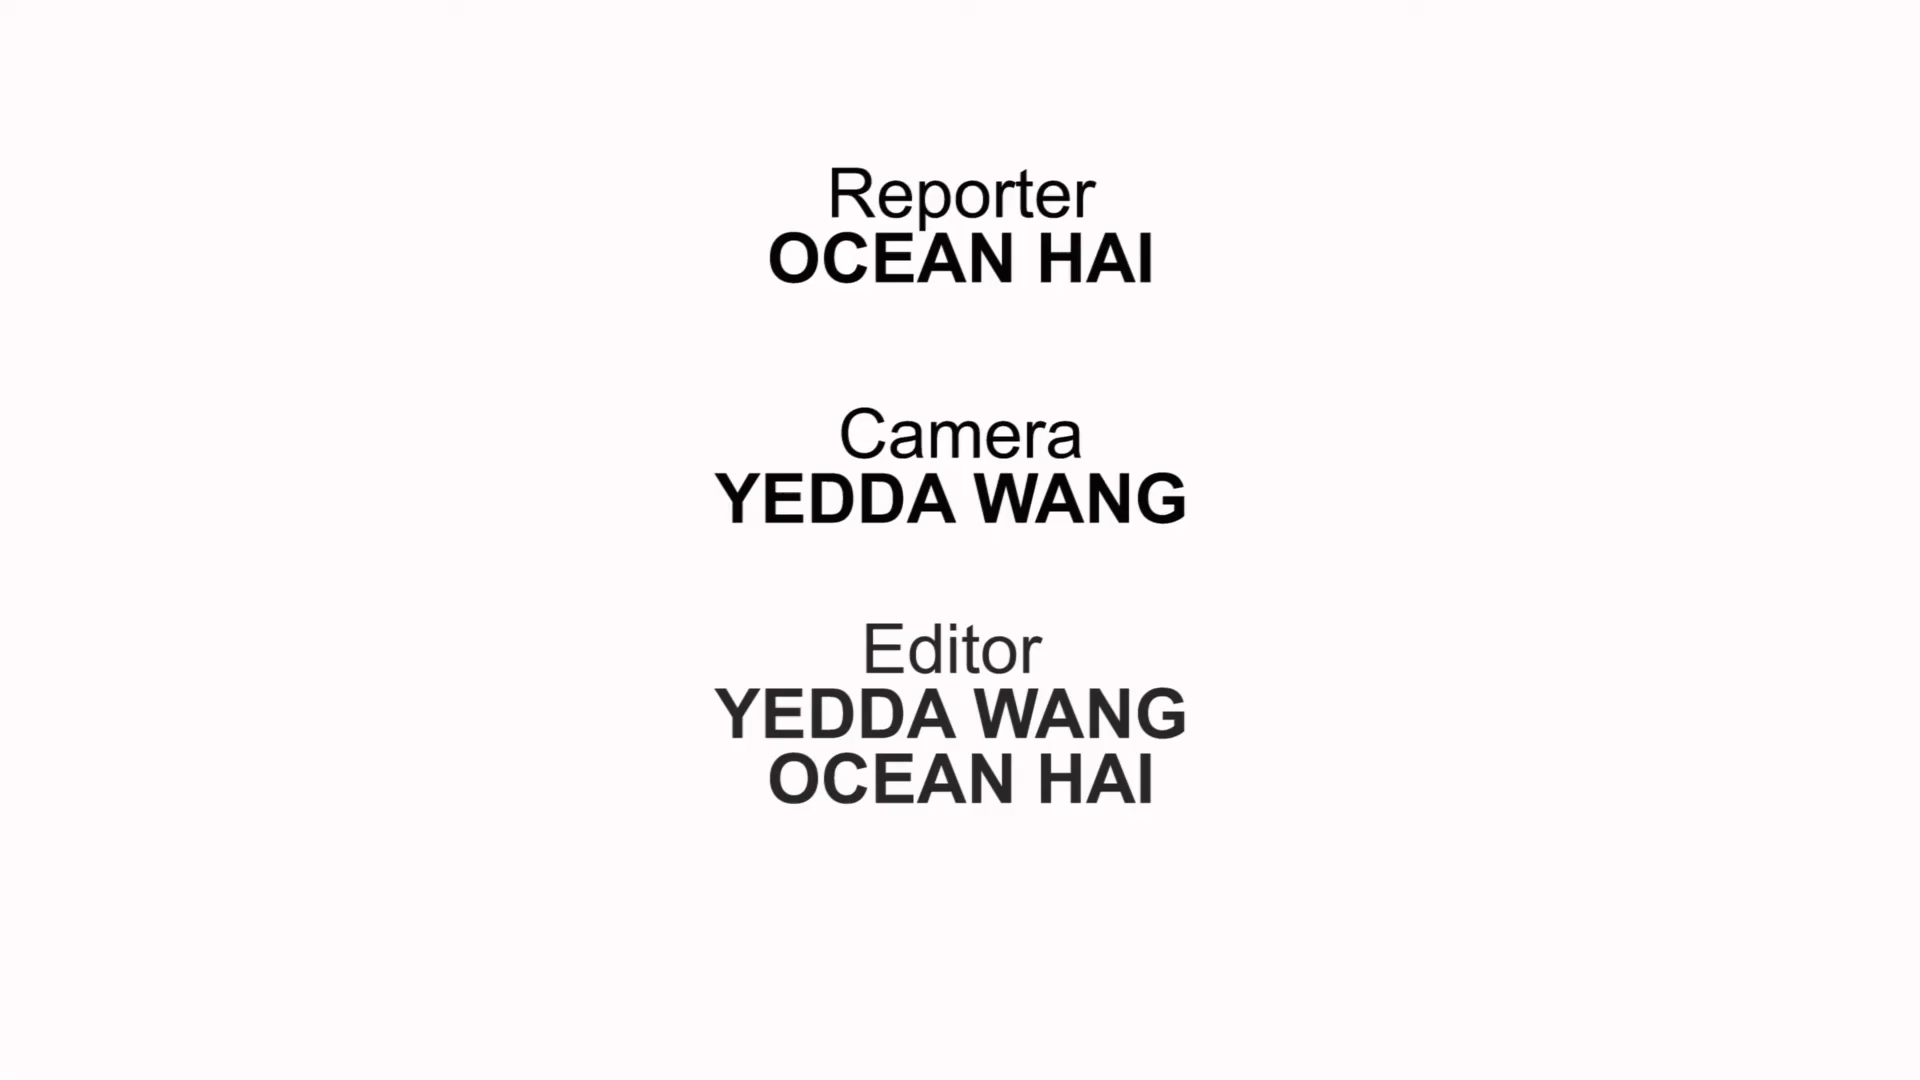 Reporter
OCEAN HAI
Camera
YEDDA WANG
Editor
YEDDA WANG
OCEAN HAI